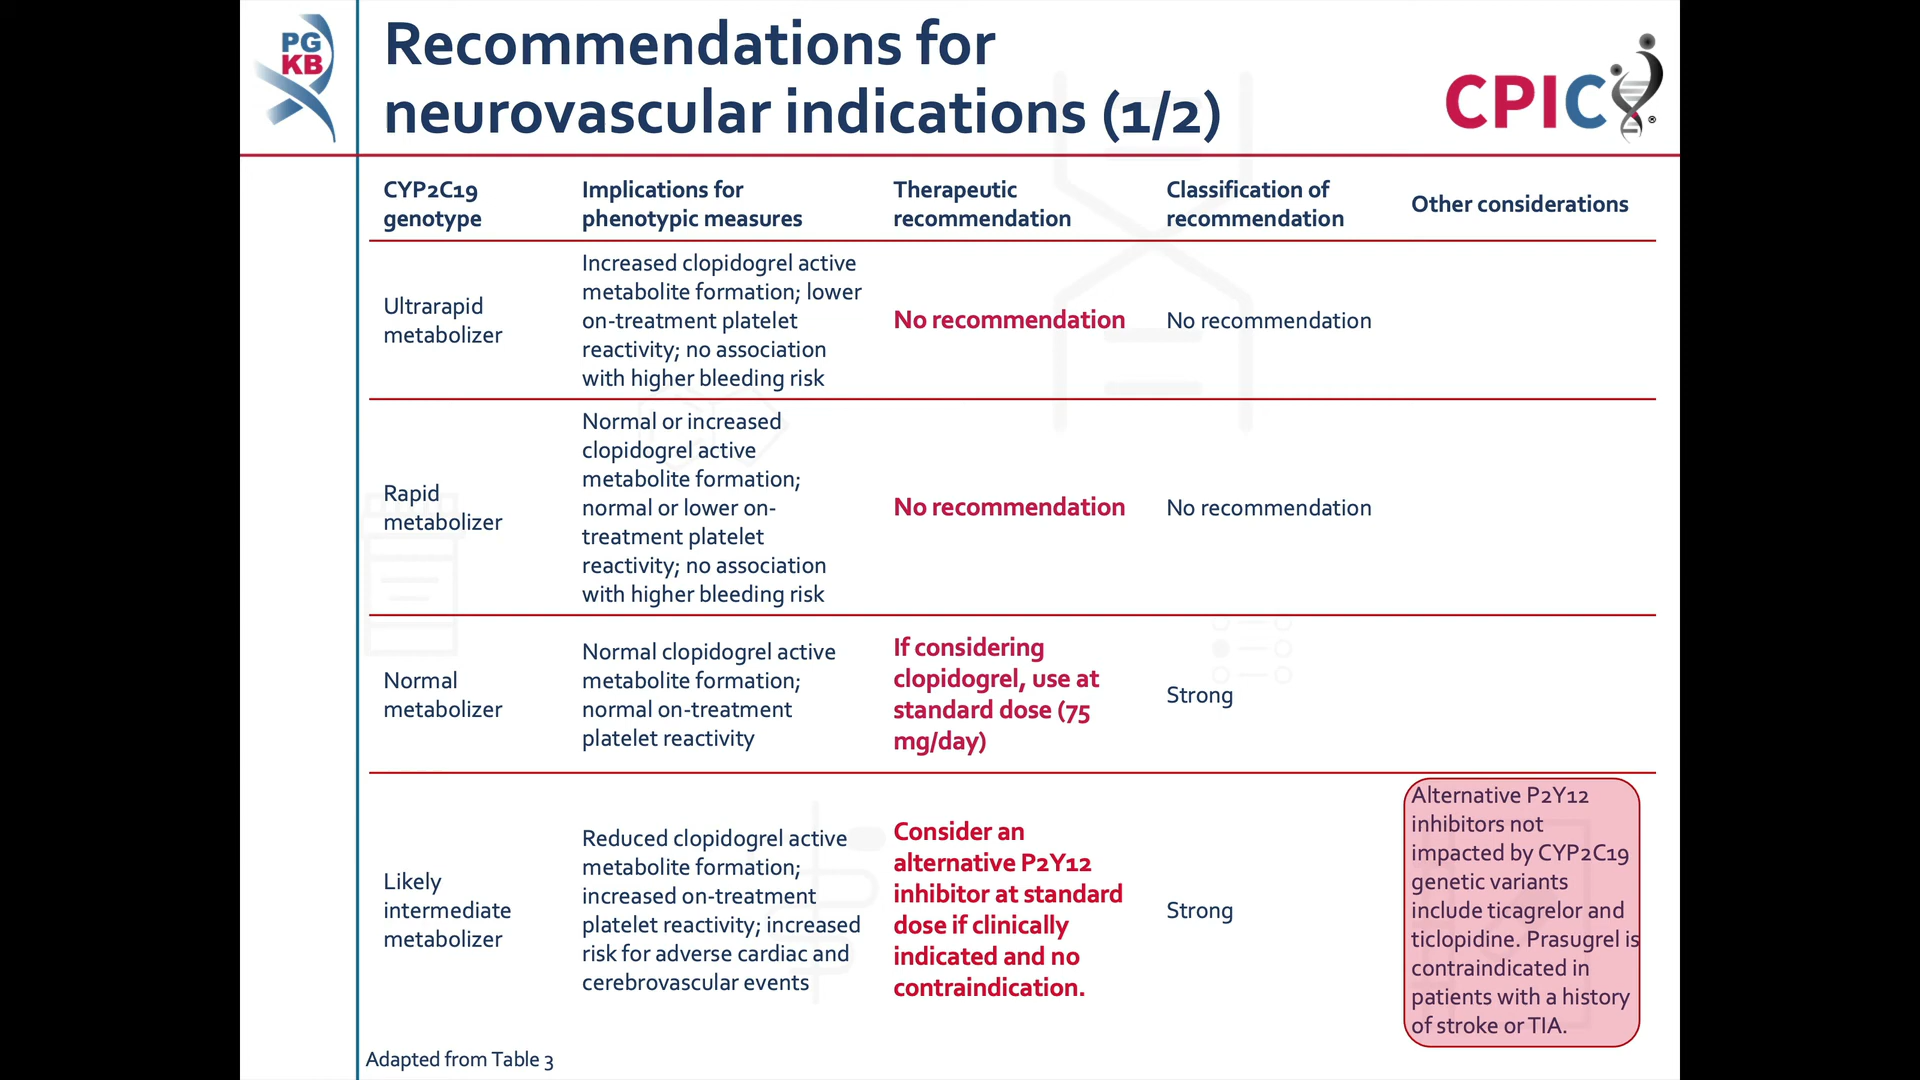 PG
KB
Recommendations for
neurovascular indications (1/2)
CPIC
®
CYP2C19
genotype
Implications for
phenotypic measures
Therapeutic
recommendation
Classification of
recommendation
Other considerations
Ultrarapid
metabolizer
Increased clopidogrel active
metabolite formation; lower
on-treatment platelet
reactivity; no association
with higher bleeding risk
No recommendation
No recommendation
Rapid
metabolizer
Normal or increased
clopidogrel active
metabolite formation;
normal or lower on-
treatment platelet
reactivity; no association
with higher bleeding risk
No recommendation
No recommendation
Normal
metabolizer
Normal clopidogrel active
metabolite formation;
normal on-treatment
platelet reactivity
If considering
clopidogrel, use at
standard dose (75
mg/day)
Strong
Likely
intermediate
metabolizer
Reduced clopidogrel active
metabolite formation;
increased on-treatment
platelet reactivity; increased
risk for adverse cardiac and
cerebrovascular events
Consider an
alternative P2Y12
inhibitor at standard
dose if clinically
indicated and no
contraindication.
Strong
Alternative P2Y12
inhibitors not
impacted by CYP2C19
genetic variants
include ticagrelor and
ticlopidine. Prasugrel is
contraindicated in
patients with a history
of stroke or TIA.
Adapted from Table 3